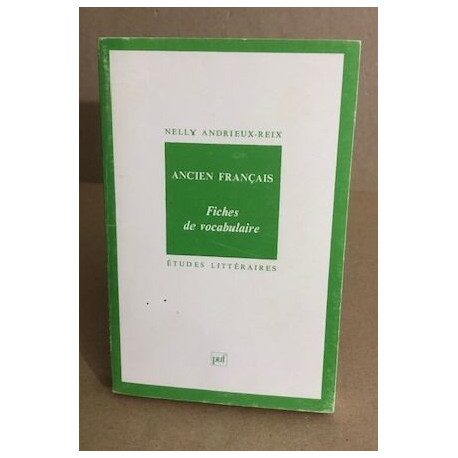 NELLY ANDRIEUX-REIX
ANCIEN FRANÇAIS
Fiches
de vocabulaire
ÉTUDES LITTÉRAIRES
puf